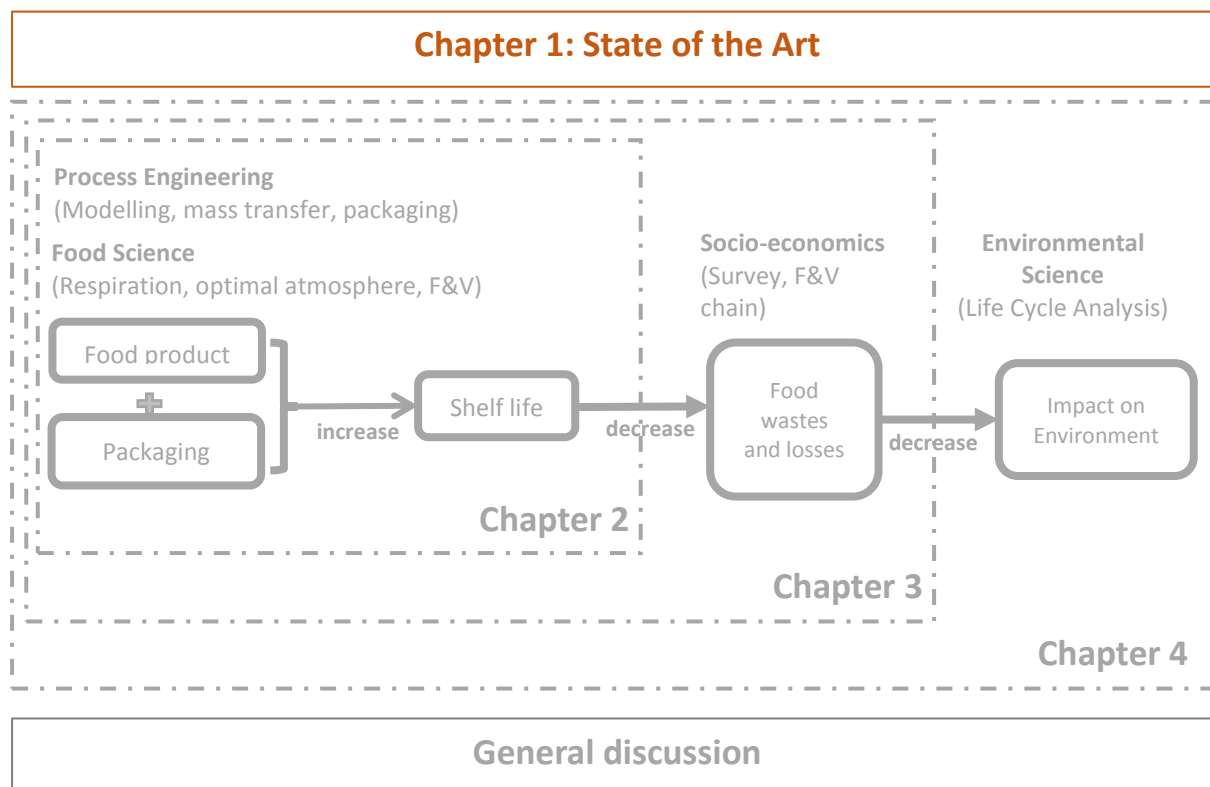 Chapter 1: State of the Art
Process Engineering
(Modelling, mass transfer, packaging)
Food Science
(Respiration, optimal atmosphere, F&V)
Food product
Packaging
increase
Shelf life
decrease
Chapter 2
Socio-economics
(Survey, F&V
chain)
Food
wastes
and losses
decrease
Chapter 3
Environmental
Science
(Life Cycle Analysis)
Impact on
Environment
Chapter 4
General discussion